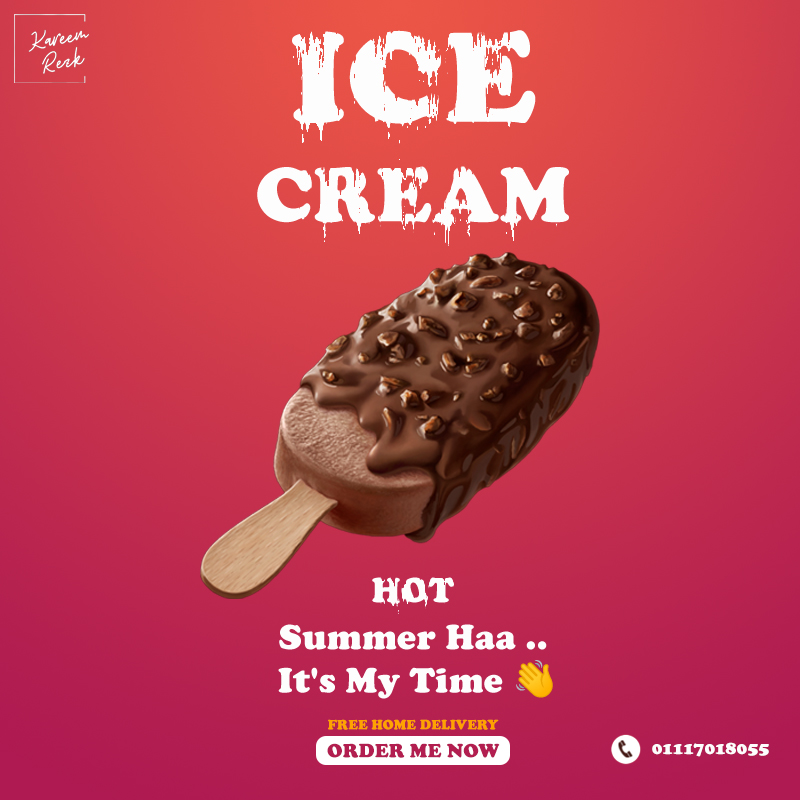 Kareem
Rezk
ICE
CREAM
HOT
Summer Haa ..
It's My Time 👋
FREE HOME DELIVERY
ORDER ME NOW
01117018055